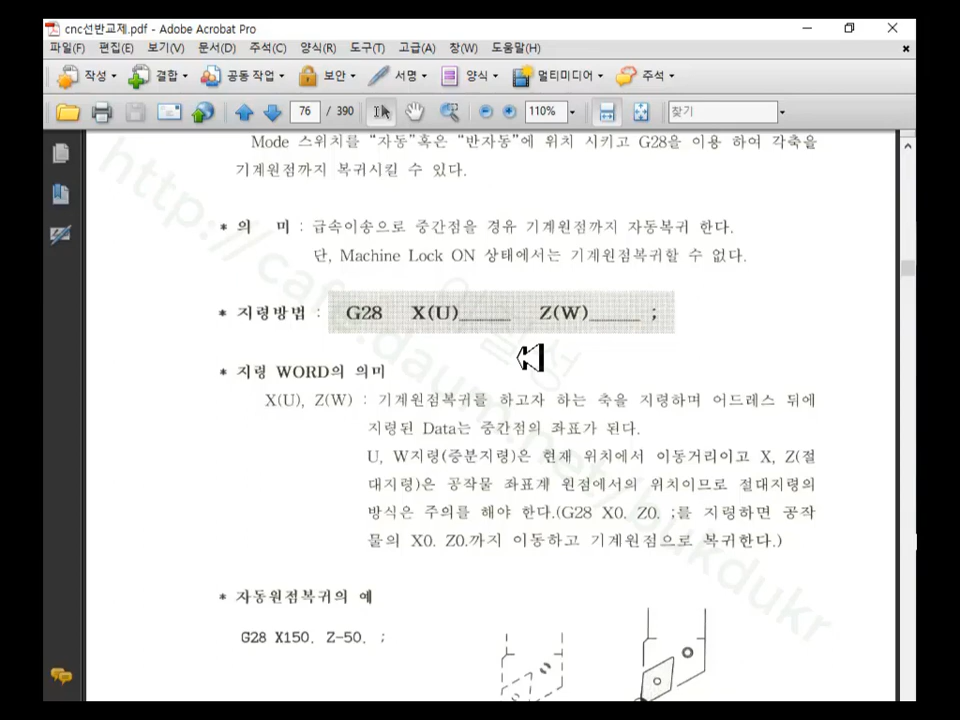 cnc선반교제.pdf - Adobe Acrobat Pro
파일(F) 편집(E) 보기(V) 문서(D) 주석(C) 양식(R) 도구(T) 고급(A) 창(W) 도움말(H)
작성 결합 공동 작업 보안 서명 양식 멀티미디어 주석
76 / 390 110% 찾기
Mode 스위치를 “자동”혹은 “반자동”에 위치 시키고 G28을 이용 하여 각축을
기계원점까지 복귀시킬 수 있다.
* 의 미 : 급속이송으로 중간점을 경유 기계원점까지 자동복귀 한다.
단, Machine Lock ON 상태에서는 기계원점복귀할 수 없다.
* 지령방법 : G28 X(U)_____ Z(W)_____ ;
* 지령 WORD의 의미
X(U), Z(W) : 기계원점복귀를 하고자 하는 축을 지령하며 어드레스 뒤에
지령된 Data는 중간점의 좌표가 된다.
U, W지령(증분지령)은 현재 위치에서 이동거리이고 X, Z(절
대지령)은 공작물 좌표계 원점에서의 위치이므로 절대지령의
방식은 주의를 해야 한다.(G28 X0. Z0. ;를 지령하면 공작
물의 X0. Z0.까지 이동하고 기계원점으로 복귀한다.)
* 자동원점복귀의 예
G28 X150. Z-50. ;
http://cafe.daum.net/bukdukr